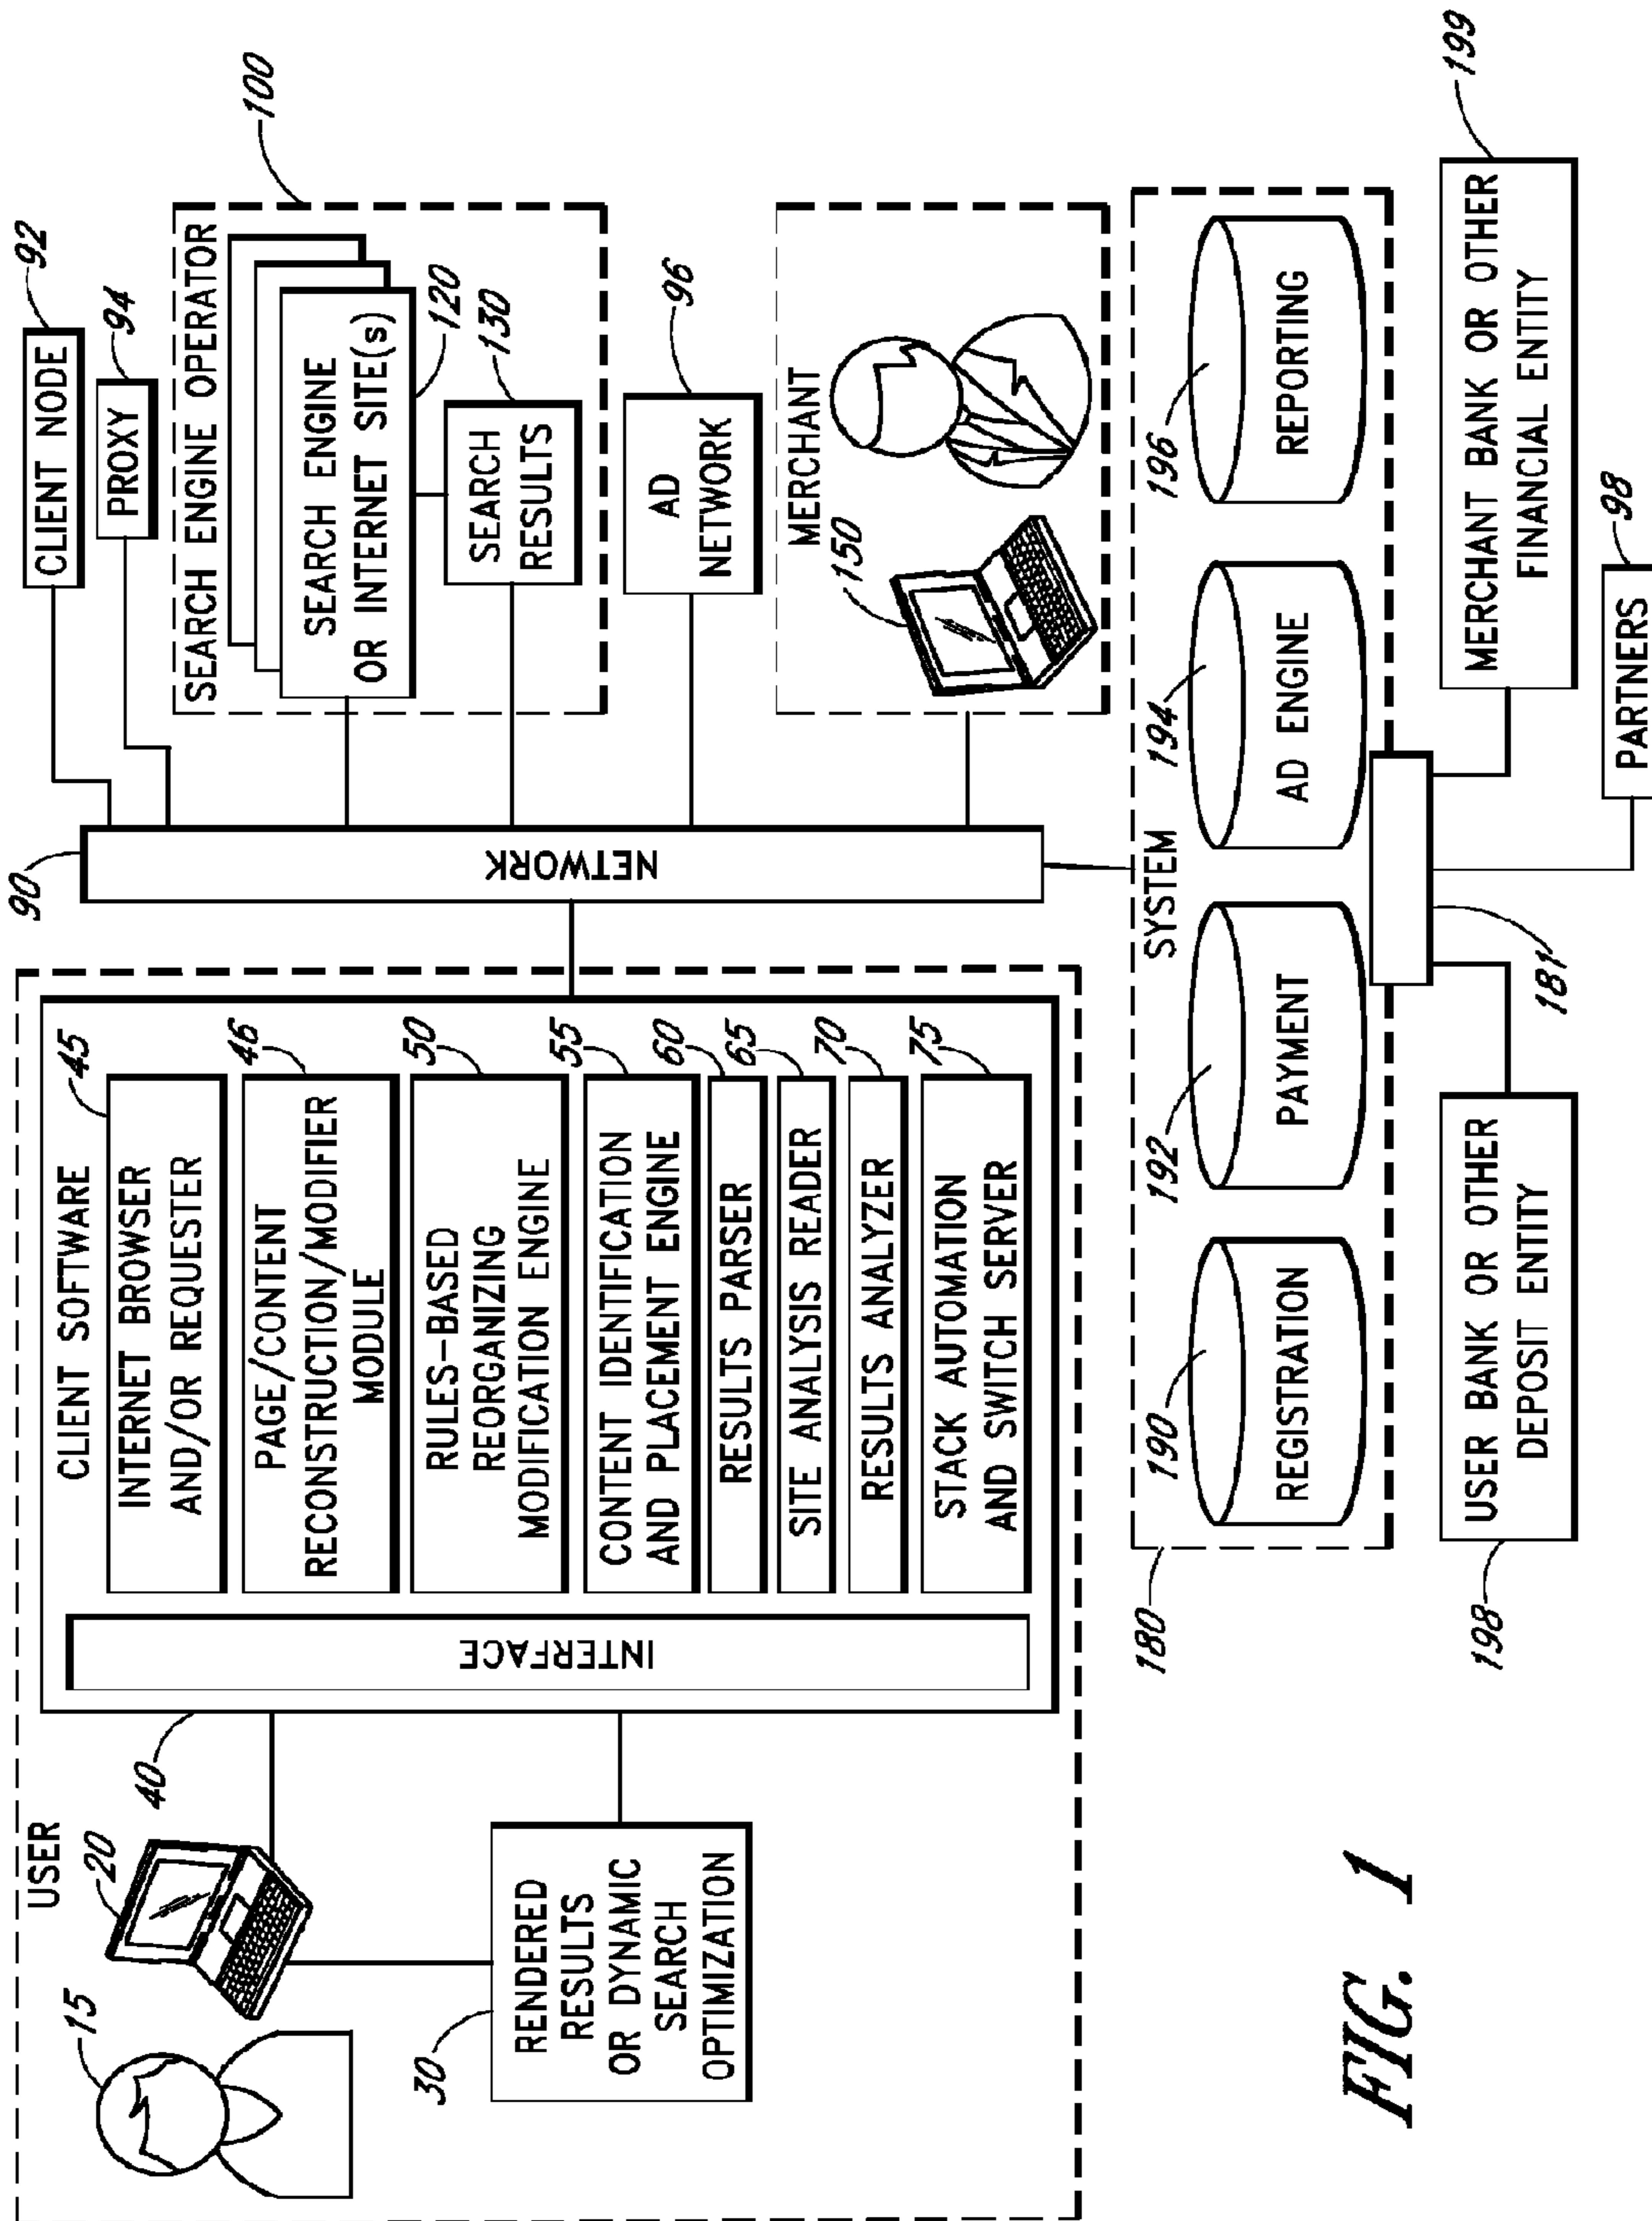 USER
15
20
40
30
RENDERED
RESULTS
OR DYNAMIC
SEARCH
OPTIMIZATION
CLIENT SOFTWARE
INTERFACE
INTERNET BROWSER
AND/OR REQUESTER
45
PAGE/CONTENT
RECONSTRUCTION/MODIFIER
MODULE
46
RULES-BASED
REORGANIZING
MODIFICATION ENGINE
50
CONTENT IDENTIFICATION
AND PLACEMENT ENGINE
55
RESULTS PARSER
60
SITE ANALYSIS READER
65
RESULTS ANALYZER
70
STACK AUTOMATION
AND SWITCH SERVER
75
90
NETWORK
CLIENT NODE
92
PROXY
94
SEARCH ENGINE OPERATOR
100
SEARCH ENGINE
OR INTERNET SITE(s)
120
SEARCH
RESULTS
130
AD
NETWORK
96
MERCHANT
150
SYSTEM
180
190
REGISTRATION
192
PAYMENT
194
AD ENGINE
196
REPORTING
181
USER BANK OR OTHER
DEPOSIT ENTITY
198
MERCHANT BANK OR OTHER
FINANCIAL ENTITY
199
PARTNERS
98
FIG. 1